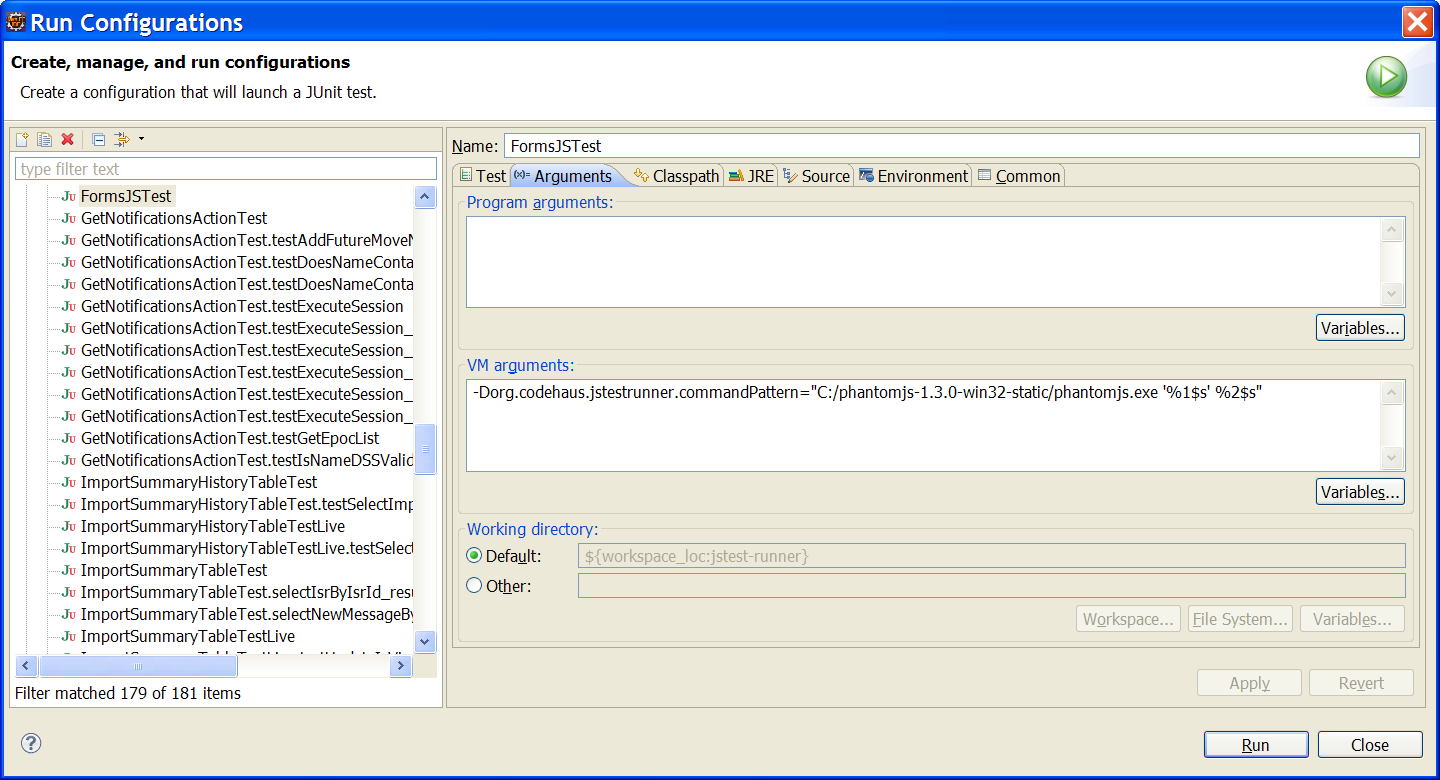 Run Configurations
Create, manage, and run configurations
Create a configuration that will launch a JUnit test.
type filter text
FormsJSTest
GetNotificationsActionTest
GetNotificationsActionTest.testAddFutureMoveN
GetNotificationsActionTest.testDoesNameConta
GetNotificationsActionTest.testDoesNameConta
GetNotificationsActionTest.testExecuteSession
GetNotificationsActionTest.testExecuteSession_
GetNotificationsActionTest.testExecuteSession_
GetNotificationsActionTest.testExecuteSession_
GetNotificationsActionTest.testExecuteSession_
GetNotificationsActionTest.testExecuteSession_
GetNotificationsActionTest.testGetEpocList
GetNotificationsActionTest.testIsNameDSSValid
ImportSummaryHistoryTableTest
ImportSummaryHistoryTableTest.testSelectImp
ImportSummaryHistoryTableTestLive
ImportSummaryHistoryTableTestLive.testSelect
ImportSummaryTableTest
ImportSummaryTableTest.selectIsrByIsrId_resu
ImportSummaryTableTest.selectNewMessageBy
ImportSummaryTableTestLive
Filter matched 179 of 181 items
Name: FormsJSTest
Test (x)= Arguments Classpath JRE Source Environment Common
Program arguments:
Variables...
VM arguments:
-Dorg.codehaus.jstestrunner.commandPattern="C:/phantomjs-1.3.0-win32-static/phantomjs.exe '%1$s' %2$s"
Variables...
Working directory:
Default: ${workspace_loc:jstest-runner}
Other:
Workspace... File System... Variables...
Apply Revert
Run Close